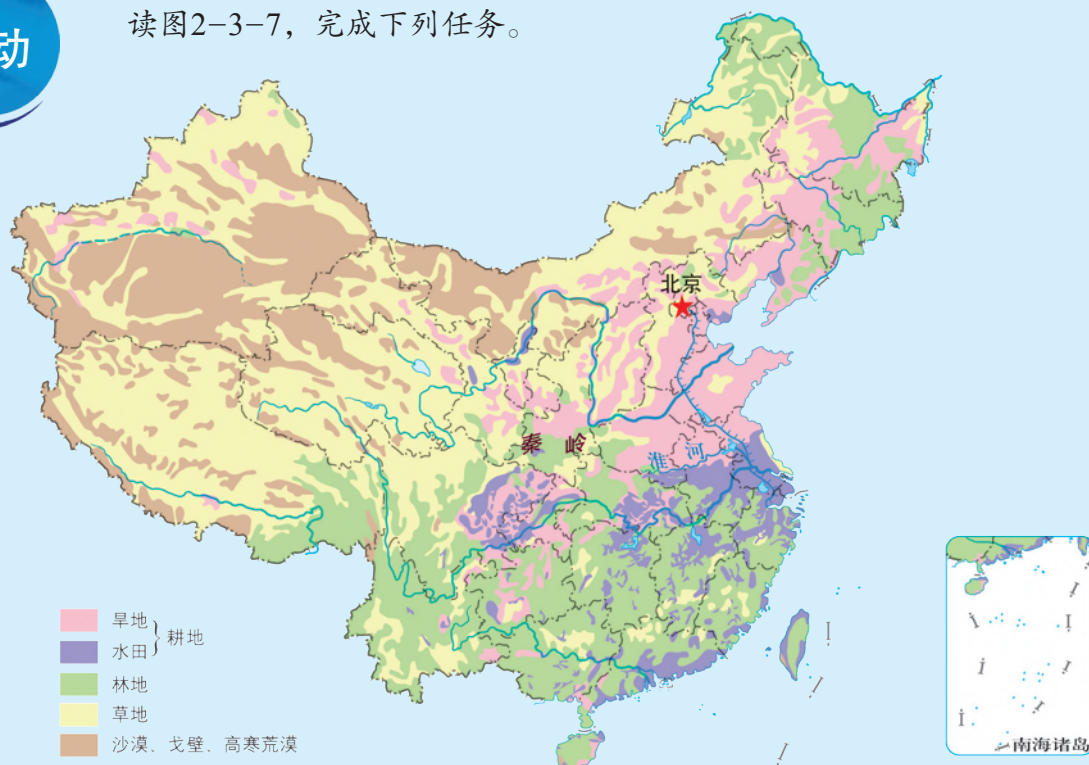 动
读图2-3-7，完成下列任务。
北京
秦岭
淮河
旱地
水田
耕地
林地
草地
沙漠、戈壁、高寒荒漠
南海诸岛